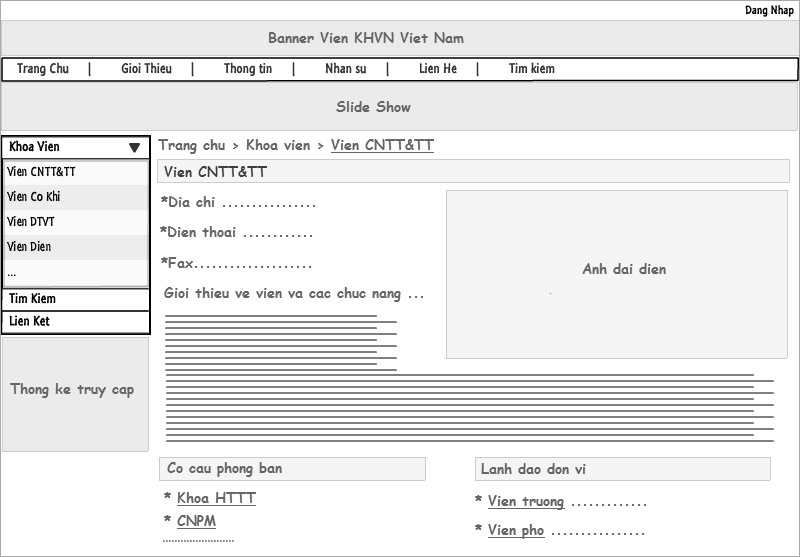 Dang Nhap
Banner Vien KHVN Viet Nam
Trang Chu | Gioi Thieu | Thong tin | Nhan su | Lien He | Tim kiem
Slide Show
Khoa Vien
Vien CNTT&TT
Vien Co Khi
Vien DTVT
Vien Dien
...
Tim Kiem
Lien Ket
Thong ke truy cap
Trang chu > Khoa vien > Vien CNTT&TT
Vien CNTT&TT
*Dia chi ................
*Dien thoai ............
*Fax....................
Gioi thieu ve vien va cac chuc nang ...
Anh dai dien
Co cau phong ban
* Khoa HTTT
* CNPM
........................
Lanh dao don vi
* Vien truong .............
* Vien pho ................